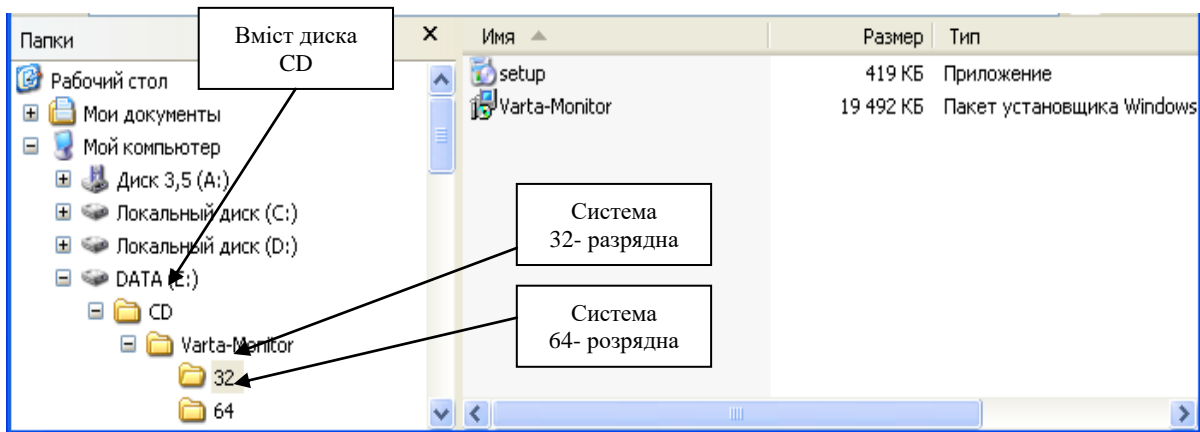 Папки
Вміст диска
CD
Имя Размер Тип
Рабочий стол
Мои документы
Мой компьютер
Диск 3,5 (A:)
Локальный диск (C:)
Локальный диск (D:)
DATA (E:)
CD
Varta-Monitor
32
64
setup 419 КБ Приложение
Varta-Monitor 19 492 КБ Пакет установщика Windows
Система
32- разрядна
Система
64- розрядна